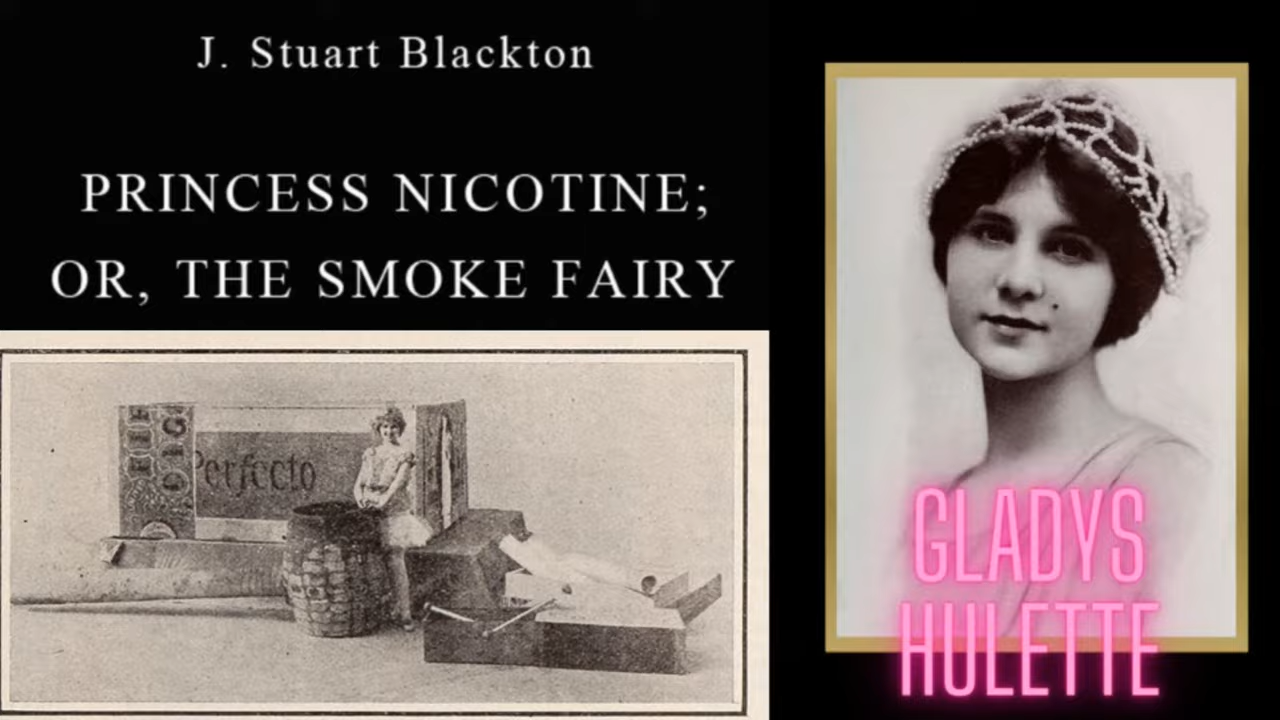 J. Stuart Blackton
PRINCESS NICOTINE;
OR, THE SMOKE FAIRY
Perfecto
GLADYS
HULETTE